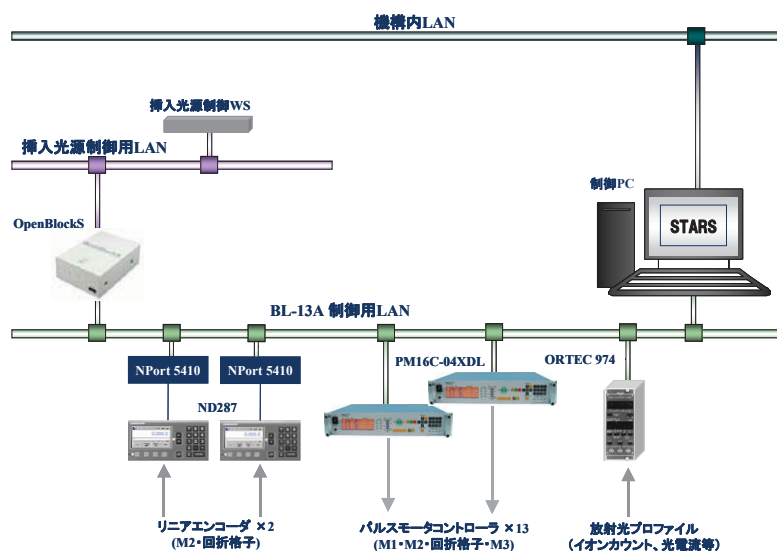 機構内LAN
挿入光源制御WS
挿入光源制御用LAN
制御PC
OpenBlockS
STARS
BL-13A 制御用LAN
NPort 5410
NPort 5410
PM16C-04XDL
ORTEC 974
ND287
リニアエンコーダ ×2
(M2・回折格子)
パルスモータコントローラ ×13
(M1・M2・回折格子・M3)
放射光プロファイル
(イオンカウント、光電流等)